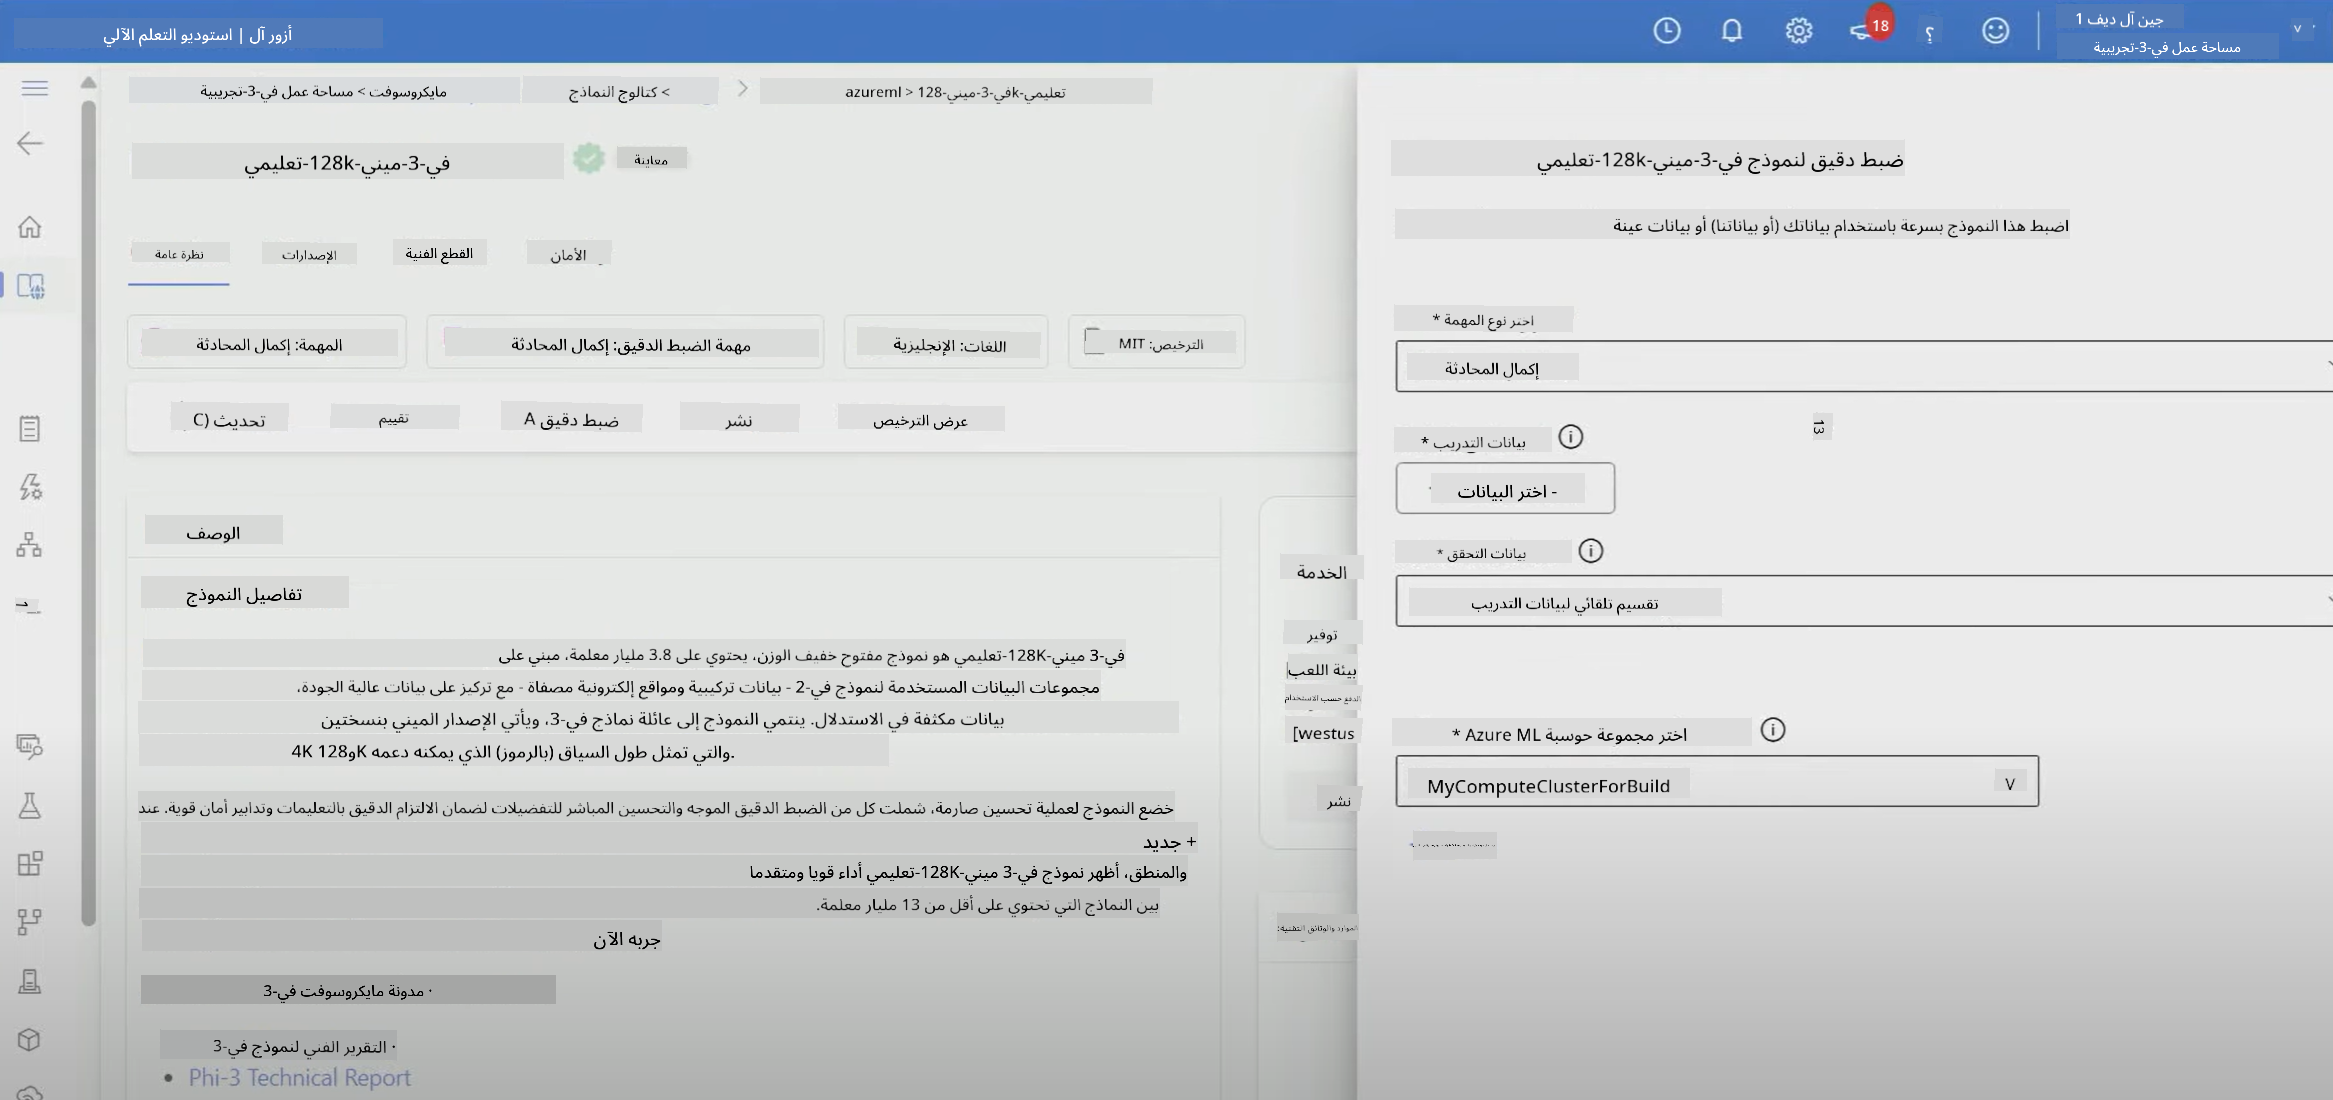 أزور آل | استوديو التعلم الآلي
18
؟
جين آل ديف 1
مساحة عمل في-3-تجريبية
مايكروسوفت > مساحة عمل في-3-تجريبية
> كتالوج النماذج
azureml > 128-تعليمي-kفي-3-ميني
في-3-ميني-128k-تعليمي
معاينة
نظرة عامة
الإصدارات
القطع الفنية
الأمان
المهمة: إكمال المحادثة
مهمة الضبط الدقيق: إكمال المحادثة
اللغات: الإنجليزية
الترخيص: MIT
تحديث (C
تقييم
ضبط دقيق A
نشر
عرض الترخيص
الوصف
تفاصيل النموذج
في-3 ميني-128K-تعليمي هو نموذج مفتوح خفيف الوزن، يحتوي على 3.8 مليار معلمة، مبني على
مجموعات البيانات المستخدمة لنموذج في-2 - بيانات تركيبية ومواقع إلكترونية مصفاة - مع تركيز على بيانات عالية الجودة،
بيانات مكثفة في الاستدلال. ينتمي النموذج إلى عائلة نماذج في-3، ويأتي الإصدار الميني بنسختين
4K و128K والتي تمثل طول السياق (بالرموز) الذي يمكنه دعمه.
خضع النموذج لعملية تحسين صارمة، شملت كل من الضبط الدقيق الموجه والتحسين المباشر للتفضيلات لضمان الالتزام الدقيق بالتعليمات وتدابير أمان قوية. عند
+ جديد
والمنطق، أظهر نموذج في-3 ميني-128K-تعليمي أداء قويا ومتقدما
بين النماذج التي تحتوي على أقل من 13 مليار معلمة.
جربه الآن
· مدونة مايكروسوفت في-3
· التقرير الفني لنموذج في-3
• Phi-3 Technical Report
الخدمة
توفير
بيئة اللعب
الدفع حسب الاستخدام
[westus
نشر
الموارد والوثائق التقنية:
ضبط دقيق لنموذج في-3-ميني-128k-تعليمي
اضبط هذا النموذج بسرعة باستخدام بياناتك (أو بياناتنا) أو بيانات عينة
اختر نوع المهمة *
إكمال المحادثة
13
بيانات التدريب *
- اختر البيانات
بيانات التحقق *
تقسيم تلقائي لبيانات التدريب
اختر مجموعة حوسبة Azure ML *
MyComputeClusterForBuild
V